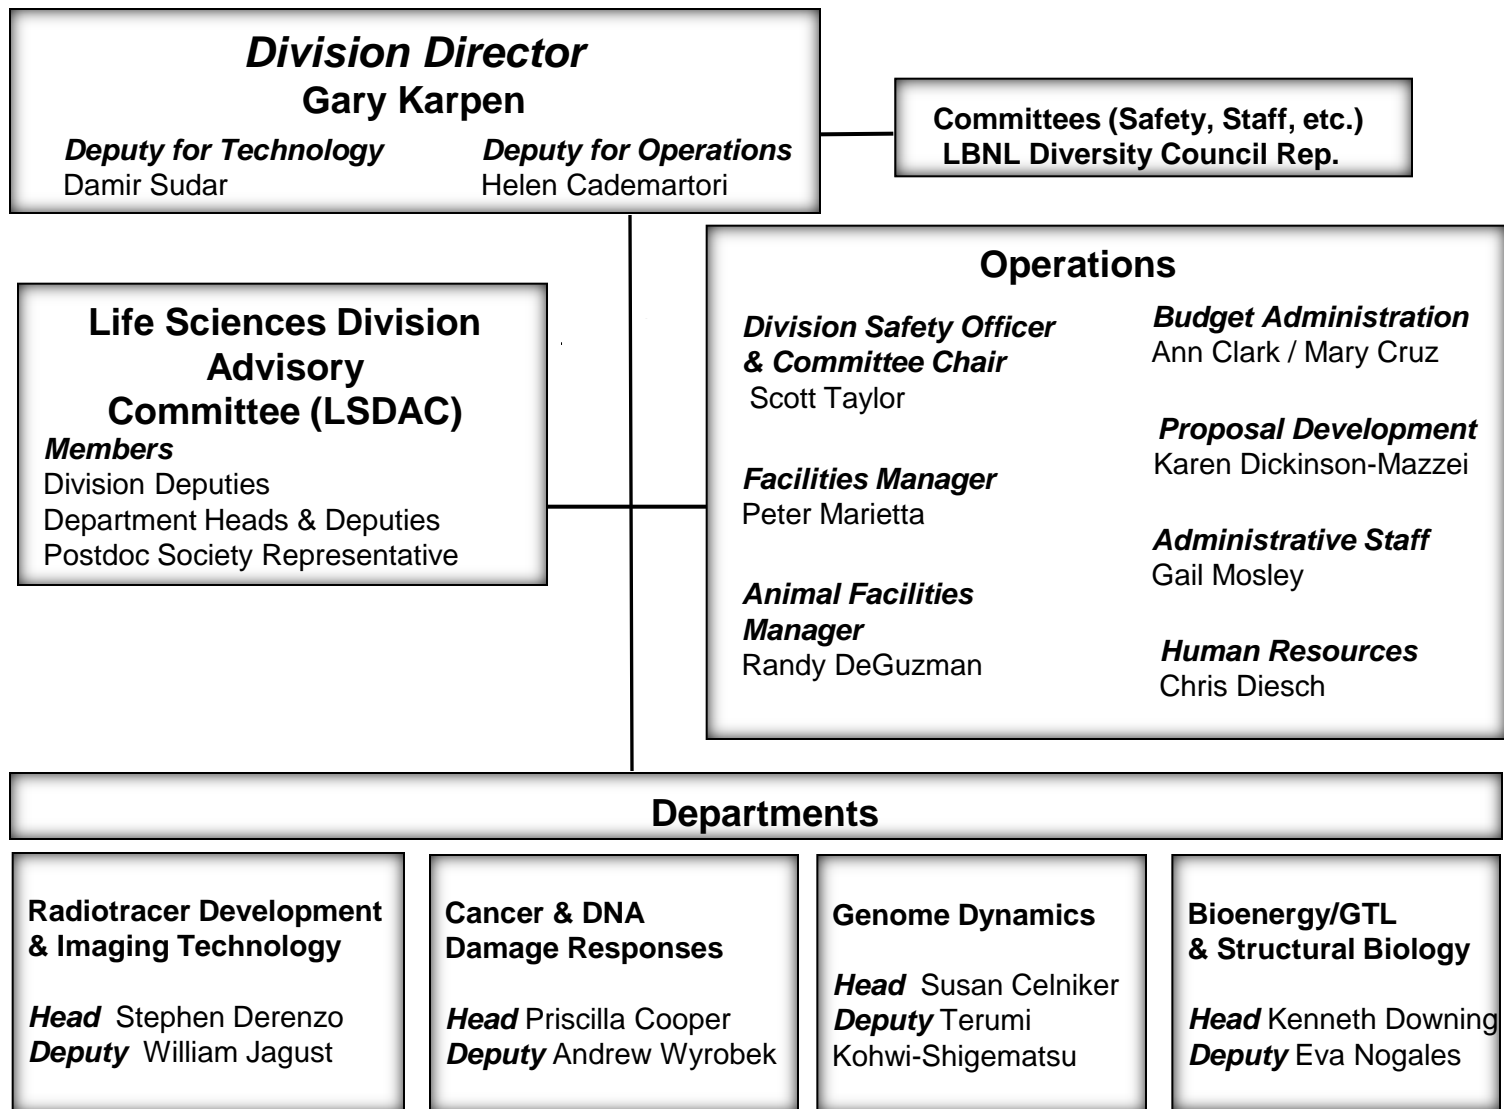 Division Director
Gary Karpen
Deputy for Technology
Damir Sudar
Deputy for Operations
Helen Cademartori
Committees (Safety, Staff, etc.)
LBNL Diversity Council Rep.
Life Sciences Division
Advisory
Committee (LSDAC)
Members
Division Deputies
Department Heads & Deputies
Postdoc Society Representative
Operations
Division Safety Officer
& Committee Chair
Scott Taylor
Facilities Manager
Peter Marietta
Animal Facilities
Manager
Randy DeGuzman
Budget Administration
Ann Clark / Mary Cruz
Proposal Development
Karen Dickinson-Mazzei
Administrative Staff
Gail Mosley
Human Resources
Chris Diesch
Departments
Radiotracer Development
& Imaging Technology
Head Stephen Derenzo
Deputy William Jagust
Cancer & DNA
Damage Responses
Head Priscilla Cooper
Deputy Andrew Wyrobek
Genome Dynamics
Head Susan Celniker
Deputy Terumi
Kohwi-Shigematsu
Bioenergy/GTL
& Structural Biology
Head Kenneth Downing
Deputy Eva Nogales